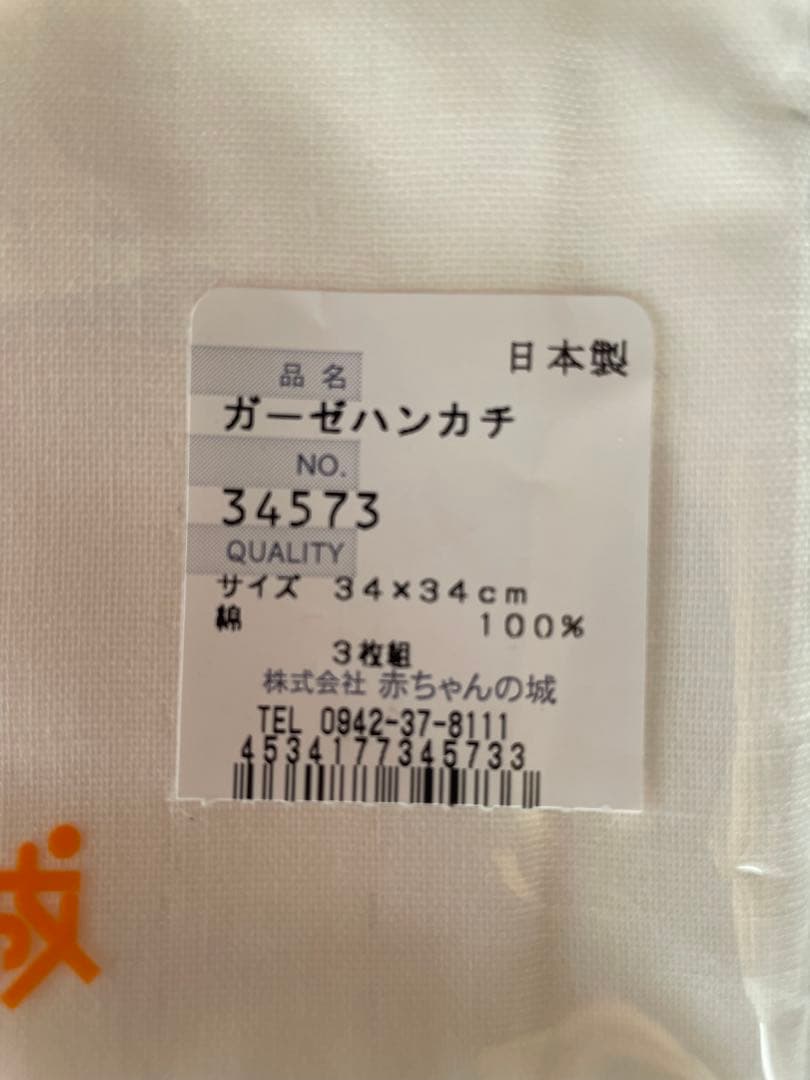 日本製
品名
ガーゼハンカチ
NO.
34573
QUALITY
サイズ 34×34cm
綿 100%
3枚組
株式会社 赤ちゃんの城
TEL 0942-37-8111
4534177345733
城